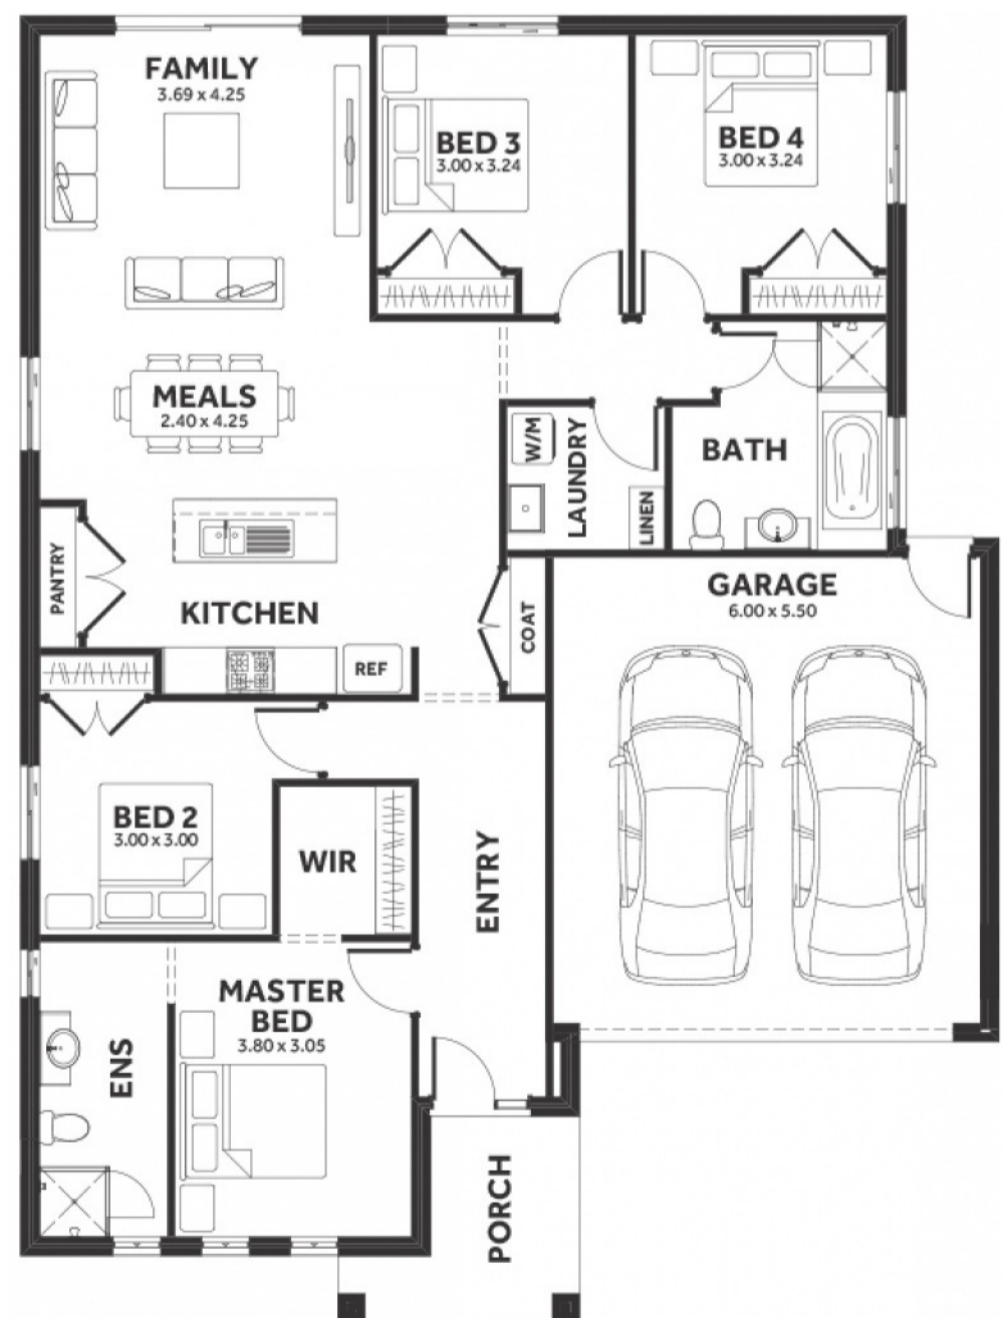 FAMILY
3.69 x 4.25
BED 3
3.00 x 3.24
BED 4
3.00 x 3.24
MEALS
2.40 x 4.25
W/M
LAUNDRY
LINEN
BATH
PANTRY
KITCHEN
REF
COAT
GARAGE
6.00 x 5.50
BED 2
3.00 x 3.00
WIR
ENTRY
MASTER
BED
3.80 x 3.05
ENS
PORCH